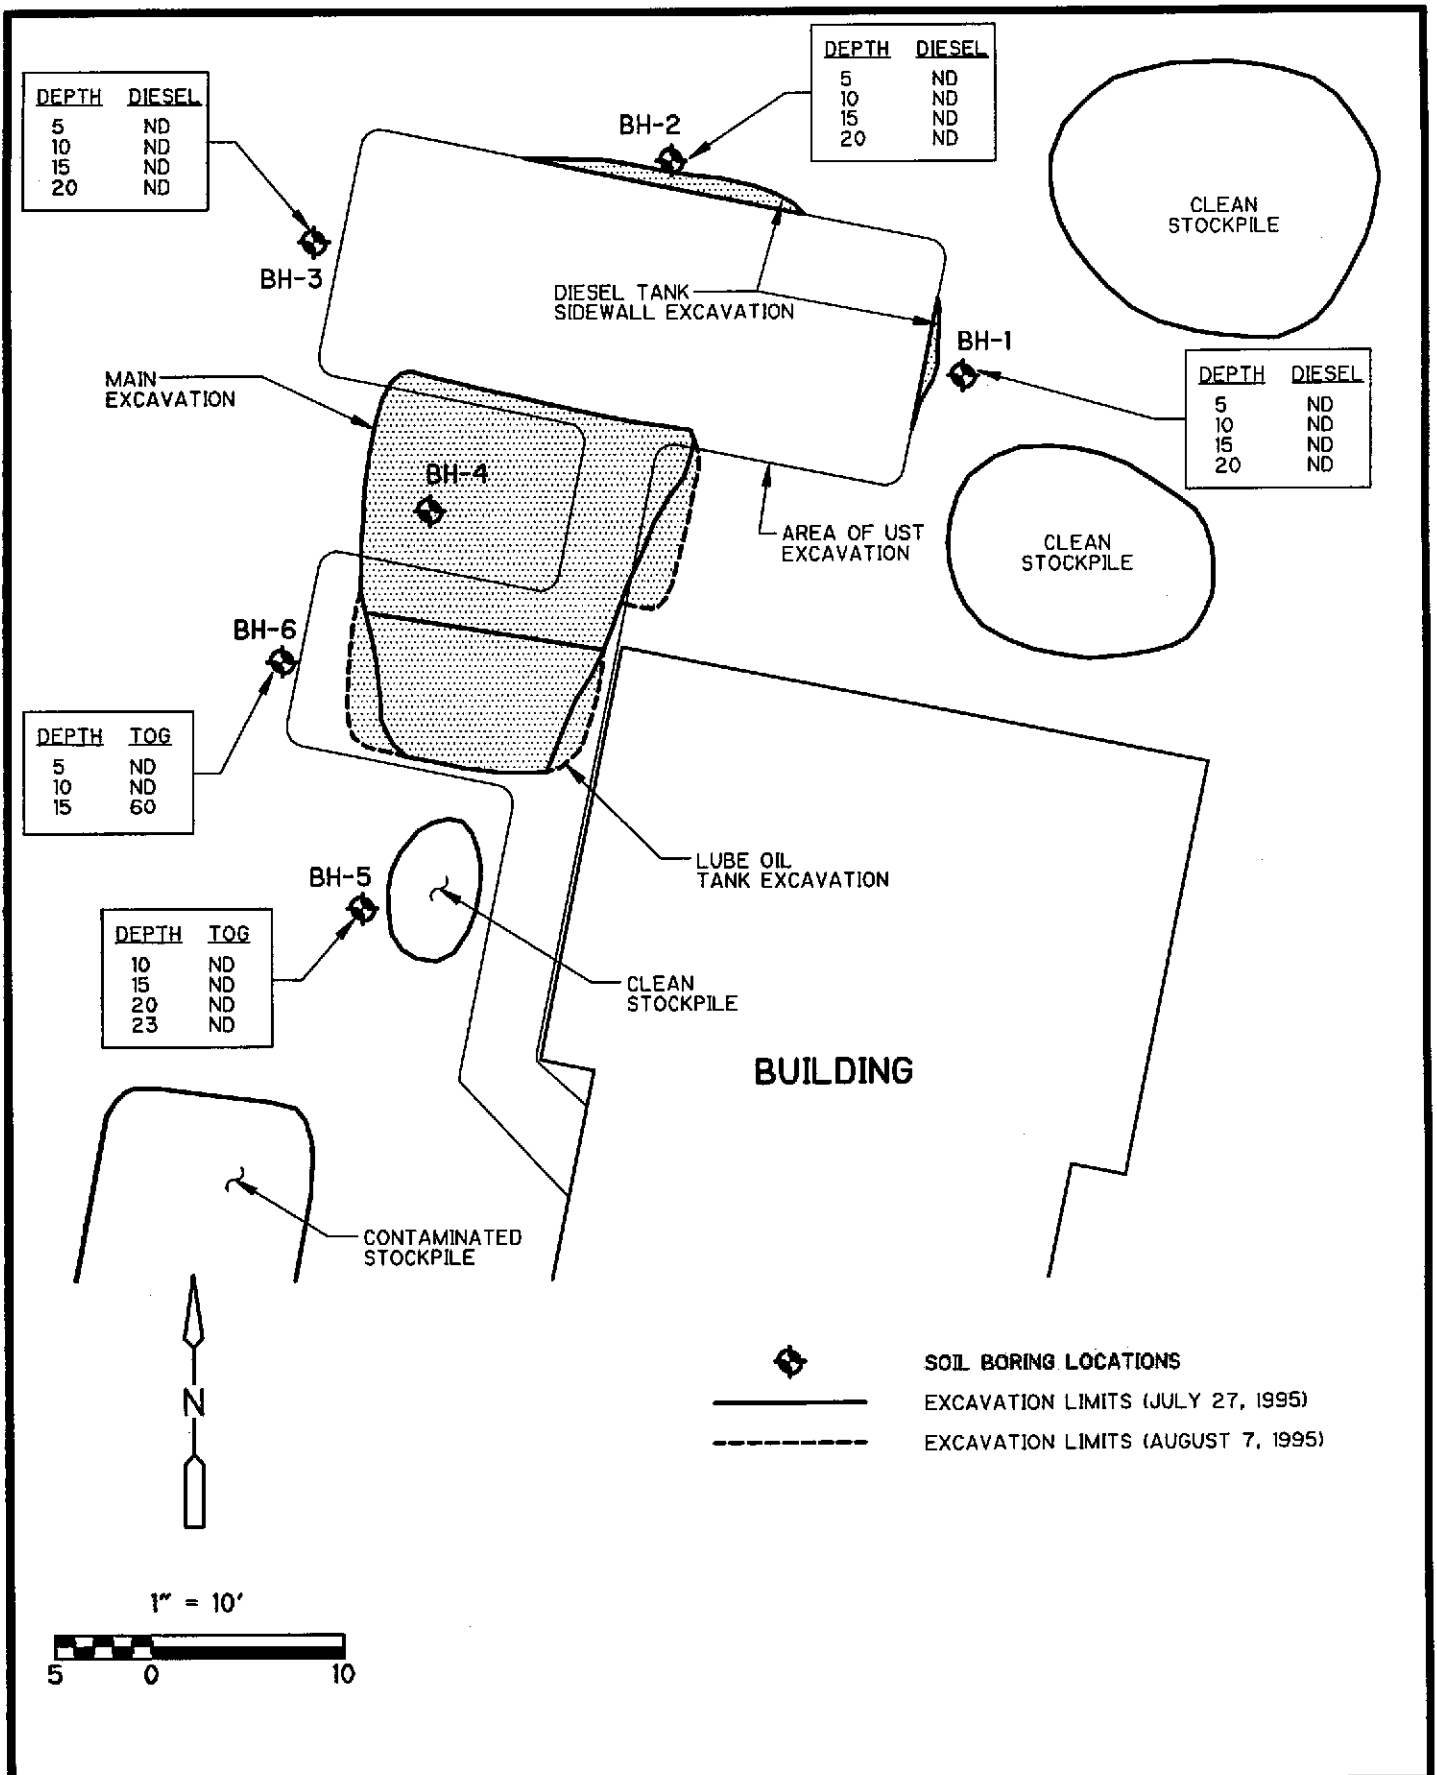 DEPTH DIESEL
5 ND
10 ND
15 ND
20 ND
BH-2
DEPTH DIESEL
5 ND
10 ND
15 ND
20 ND
CLEAN
STOCKPILE
BH-3
DIESEL TANK
SIDEWALL EXCAVATION
BH-1
DEPTH DIESEL
5 ND
10 ND
15 ND
20 ND
MAIN
EXCAVATION
BH-4
AREA OF UST
EXCAVATION
CLEAN
STOCKPILE
BH-6
DEPTH TOG
5 ND
10 ND
15 60
LUBE OIL
TANK EXCAVATION
BH-5
DEPTH TOG
10 ND
15 ND
20 ND
23 ND
CLEAN
STOCKPILE
BUILDING
CONTAMINATED
STOCKPILE
N
SOIL BORING LOCATIONS
EXCAVATION LIMITS (JULY 27, 1995)
EXCAVATION LIMITS (AUGUST 7, 1995)
1" = 10'
5 0 10